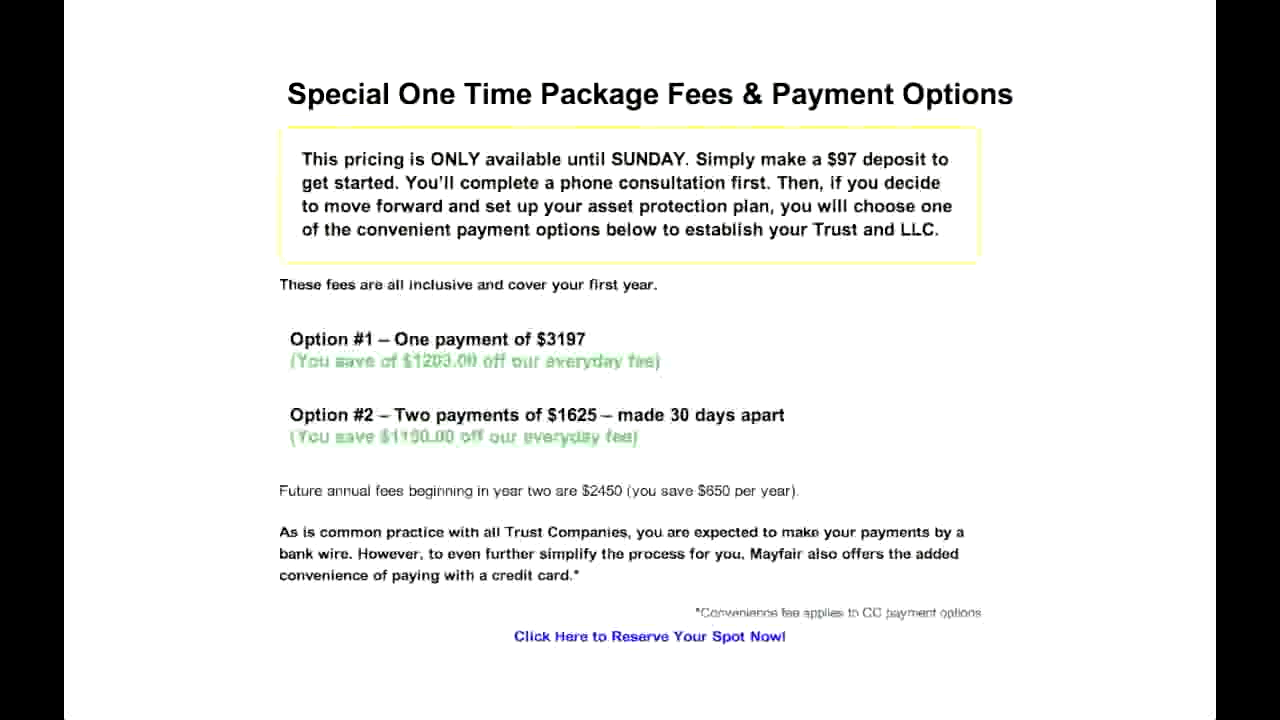 Special One Time Package Fees & Payment Options
This pricing is ONLY available until SUNDAY. Simply make a $97 deposit to
get started. You'll complete a phone consultation first. Then, if you decide
to move forward and set up your asset protection plan, you will choose one
of the convenient payment options below to establish your Trust and LLC.
These fees are all inclusive and cover your first year.
Option #1 – One payment of $3197
(You save of $1203.00 off our everyday fee)
Option #2 – Two payments of $1625 – made 30 days apart
(You save off our everyday fee)
Future annual fees beginning in year two are $2450 (you save $650 per year).
As is common practice with all Trust Companies, you are expected to make your payments by a
bank wire. However, to even further simplify the process for you, Mayfair also offers the added
convenience of paying with a credit card.*
*Convenience fee applies to CC payment options
Click Here to Reserve Your Spot Now!